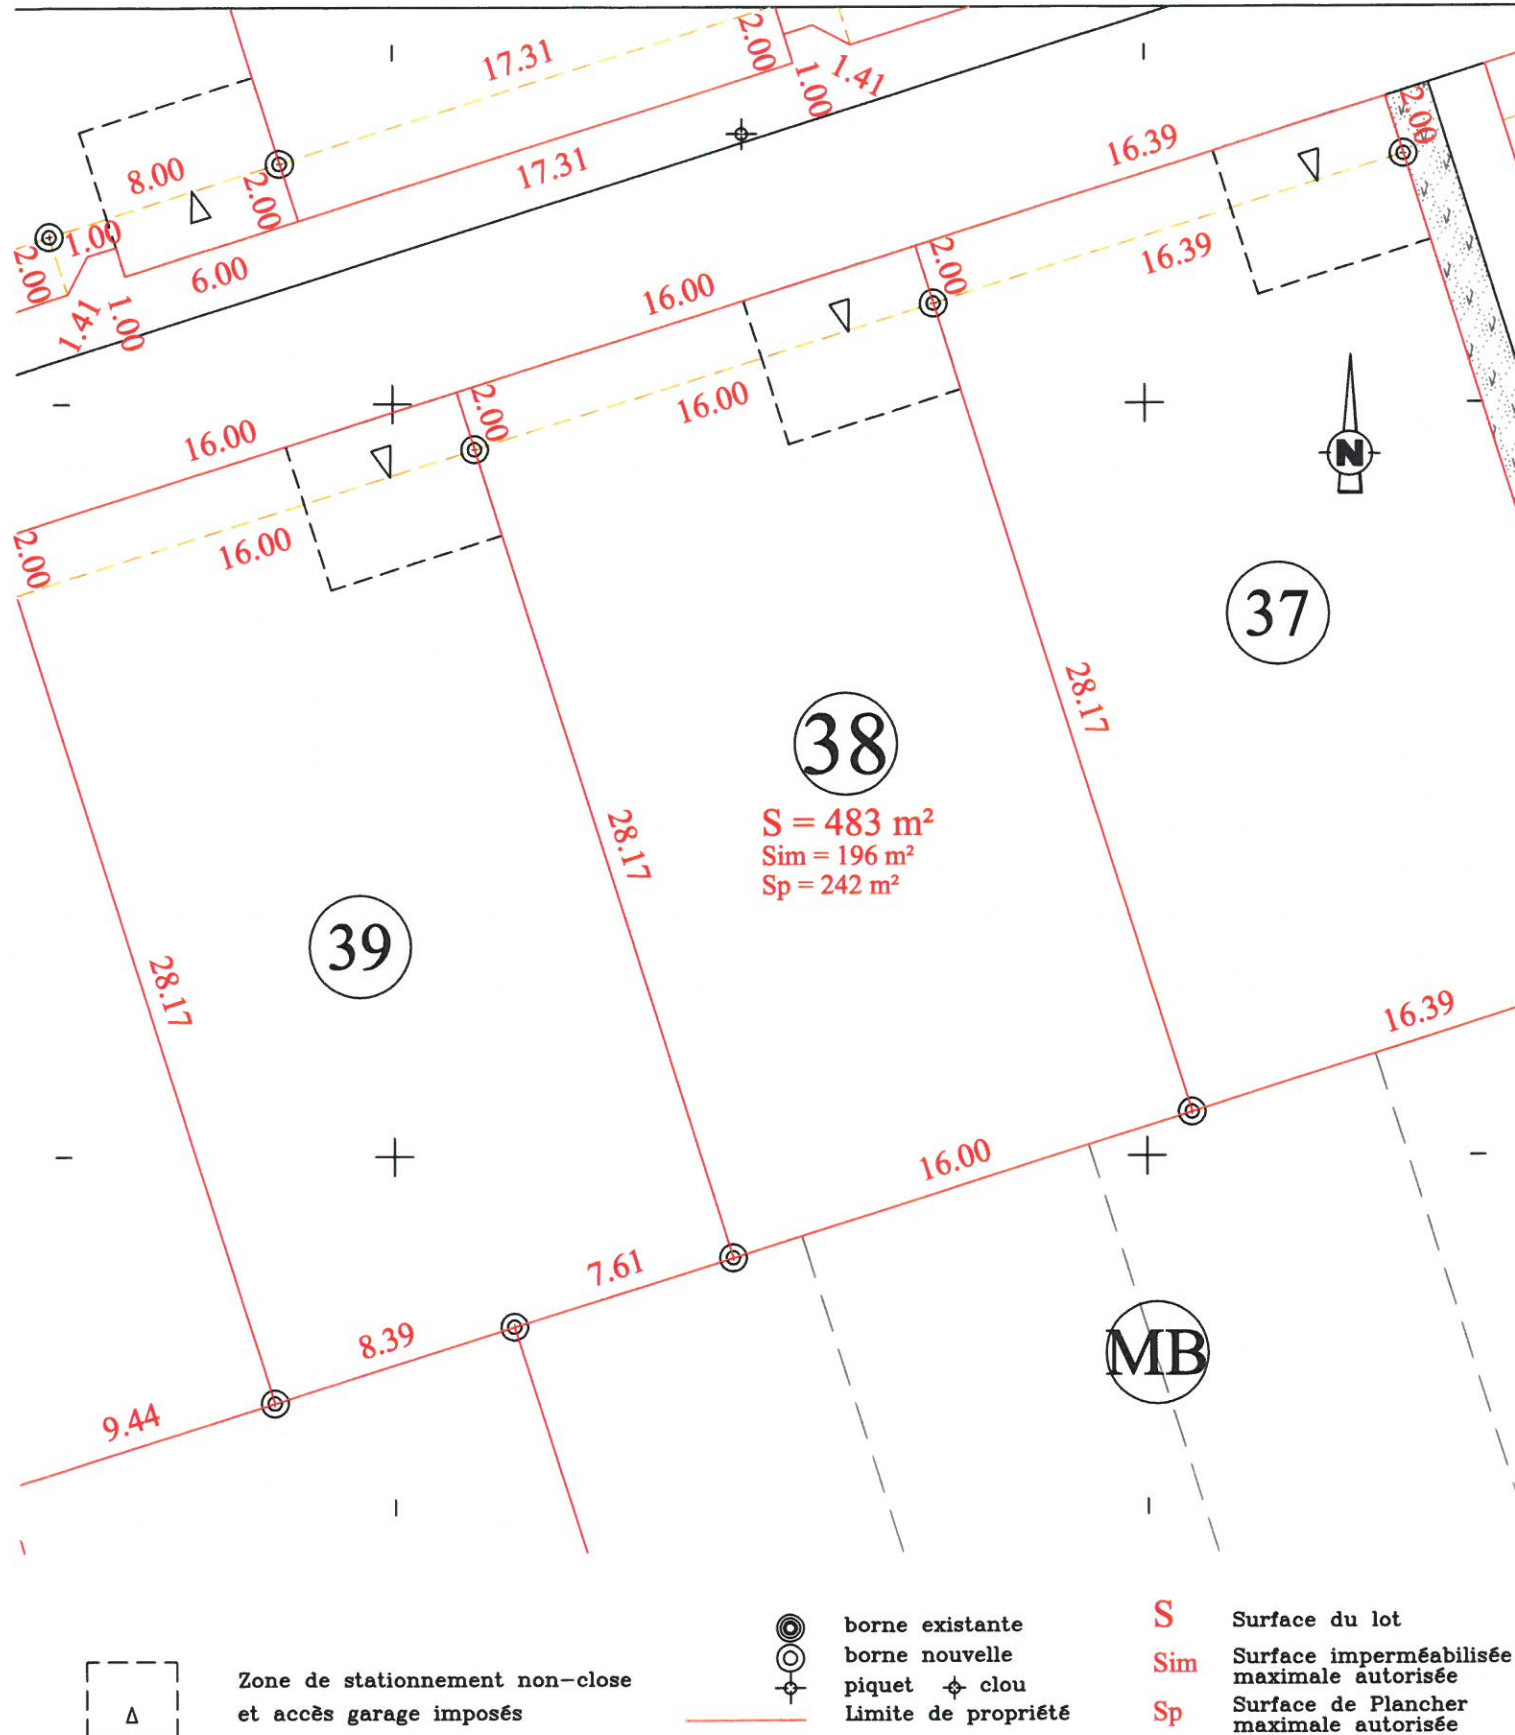 17.31
2.00
1.41
1.00
2.00
8.00
2.00
17.31
16.39
1.00
2.00
6.00
16.39
2.00
1.41
1.00
16.00
2.00
16.00
16.00
2.00
16.00
2.00
37
28.17
38
S = 483 m²
Sim = 196 m²
Sp = 242 m²
28.17
39
28.17
16.39
16.00
7.61
8.39
9.44
MB
N
borne existante
borne nouvelle
piquet
clou
Limite de propriété
Zone de stationnement non-close
et accès garage imposés
S Surface du lot
Sim Surface imperméabilisée
maximale autorisée
Sp Surface de Plancher
maximale autorisée